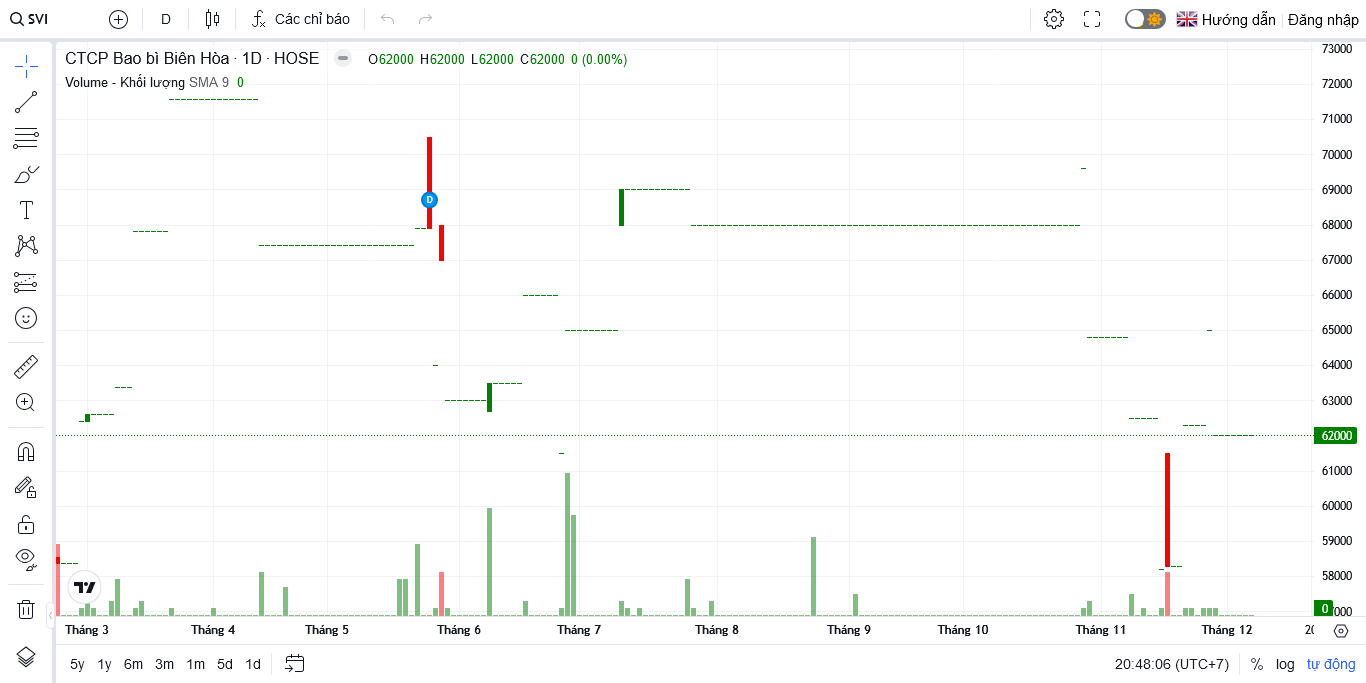 SVI D Các chỉ báo Hướng dẫn Đăng nhập
CTCP Bao bì Biên Hòa · 1D · HOSE O62000 H62000 L62000 C62000 0 (0.00%)
Volume - Khối lượng SMA 9 0
73000
72000
71000
70000
69000
D
68000
67000
66000
65000
64000
63000
62000
61000
60000
59000
58000
0
Tháng 3 Tháng 4 Tháng 5 Tháng 6 Tháng 7 Tháng 8 Tháng 9 Tháng 10 Tháng 11 Tháng 12
5y 1y 6m 3m 1m 5d 1d 20:48:06 (UTC+7) % log tự động